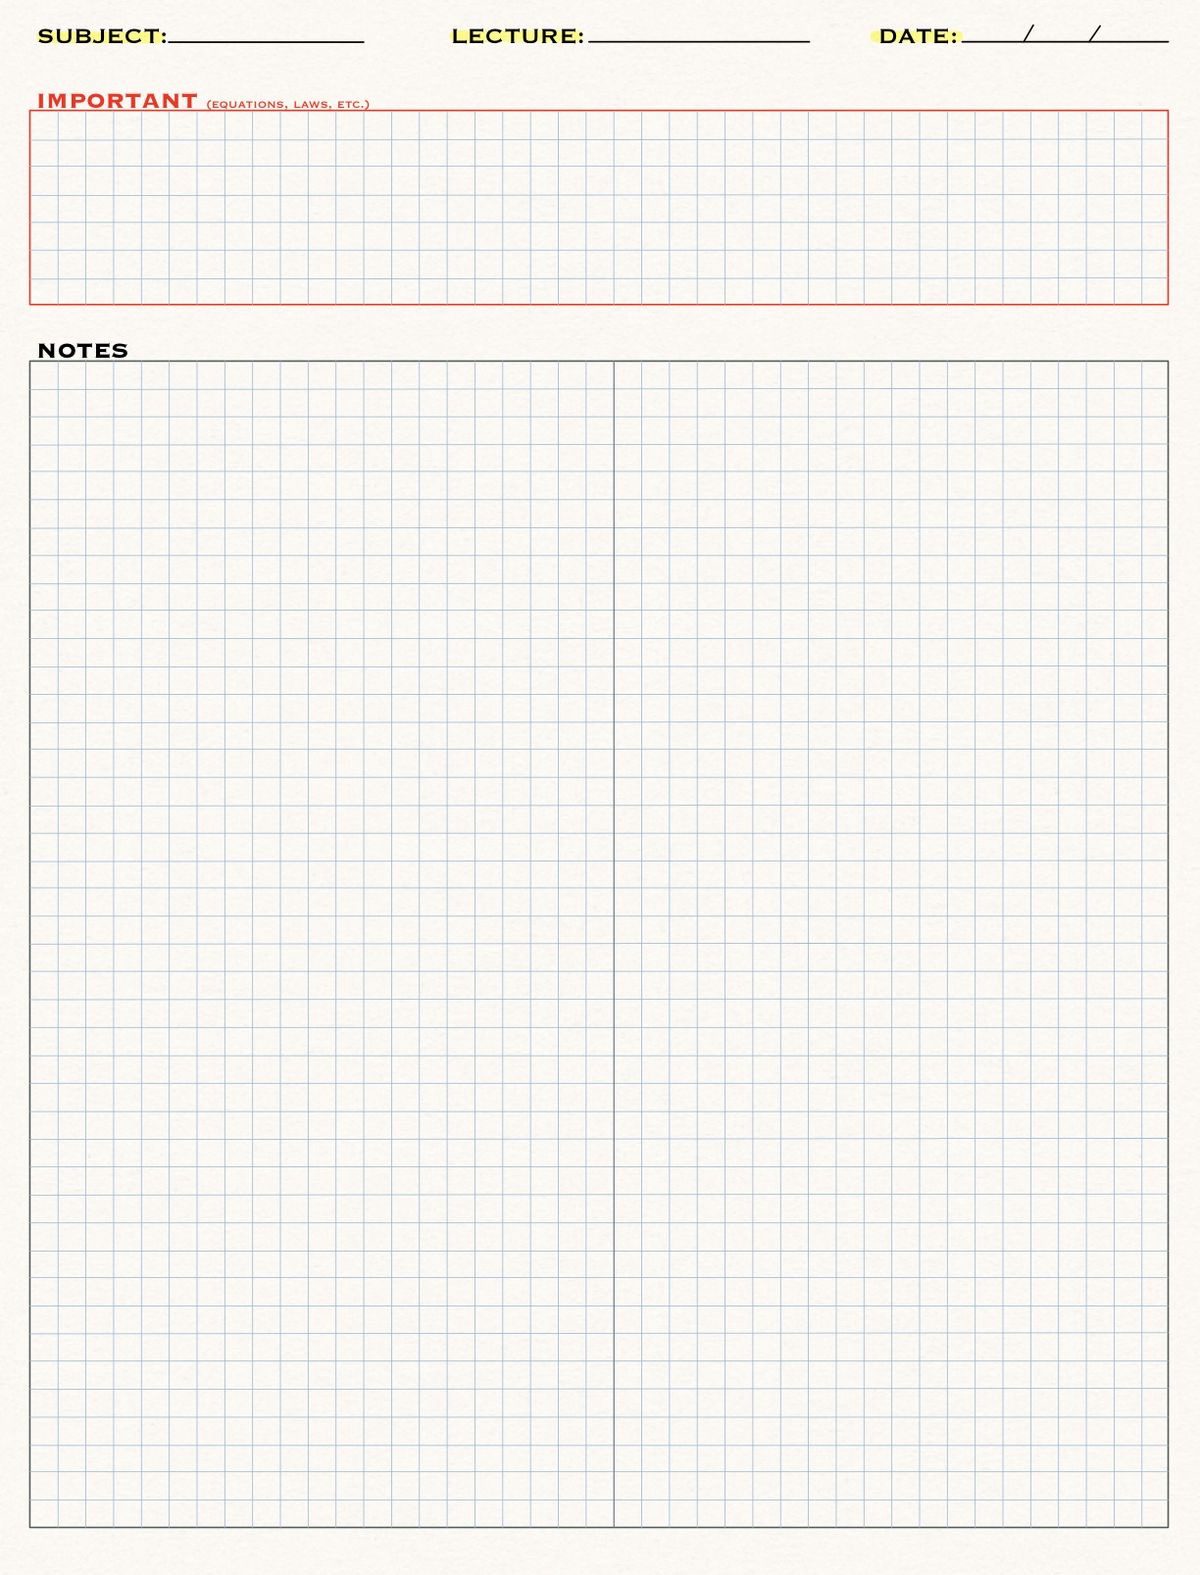 SUBJECT: LECTURE: DATE: / /
IMPORTANT (EQUATIONS, LAWS, ETC.)
NOTES